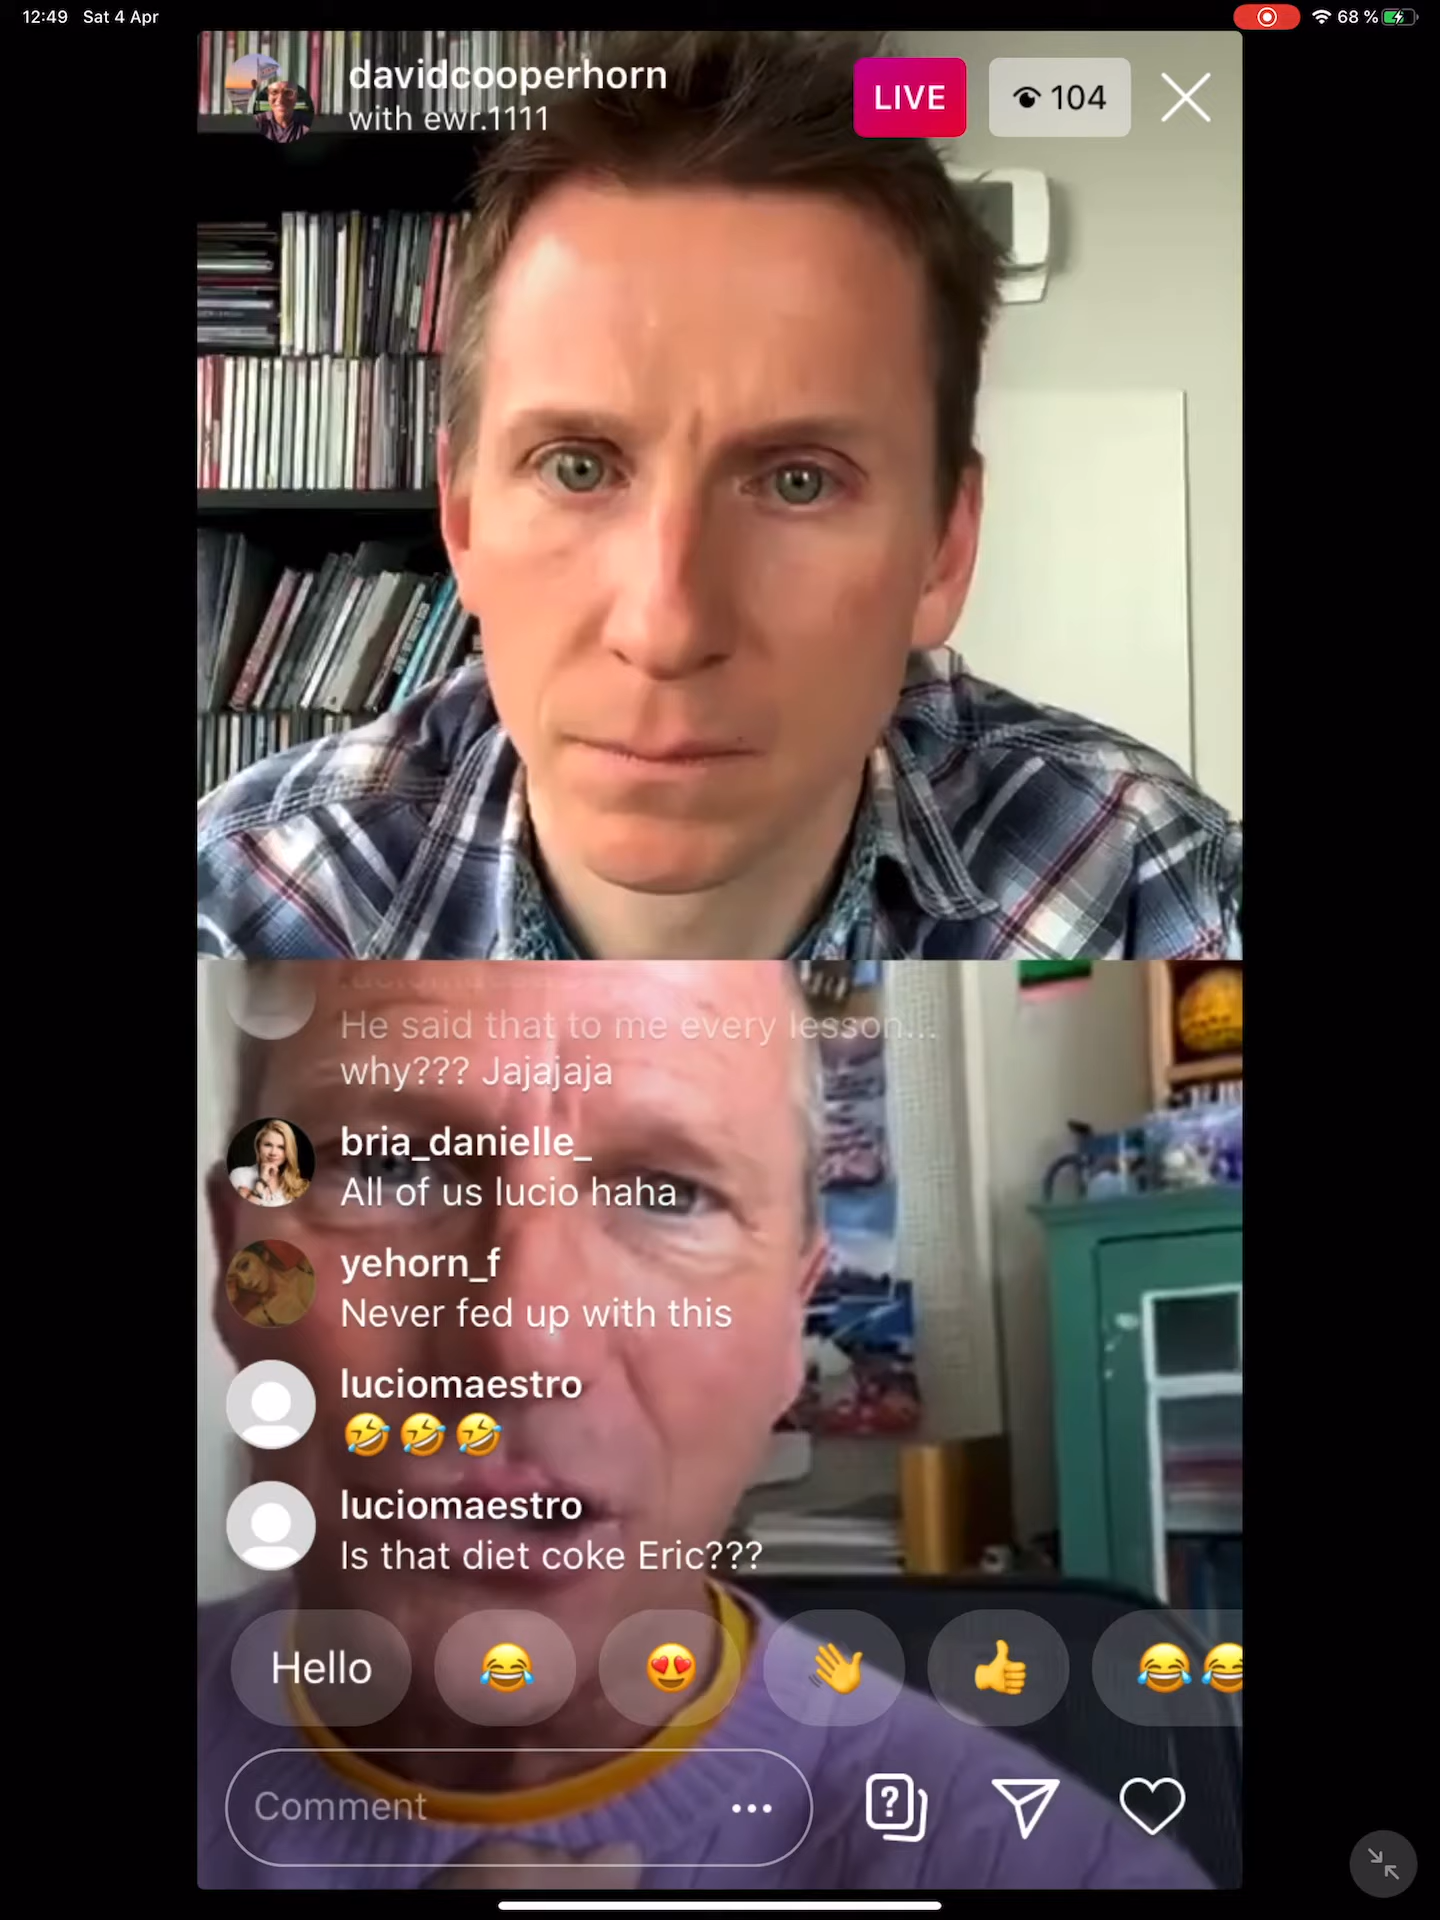 12:49 Sat 4 Apr
68 %
davidcooperhorn
with ewr.1111
LIVE
104
He said that to me every lesson...
why??? Jajajaja
bria_danielle_
All of us lucio haha
yehorn_f
Never fed up with this
luciomaestro
🤣🤣🤣
luciomaestro
Is that diet coke Eric???
Hello 😂 😍 👋 👍 😂😂
Comment
?